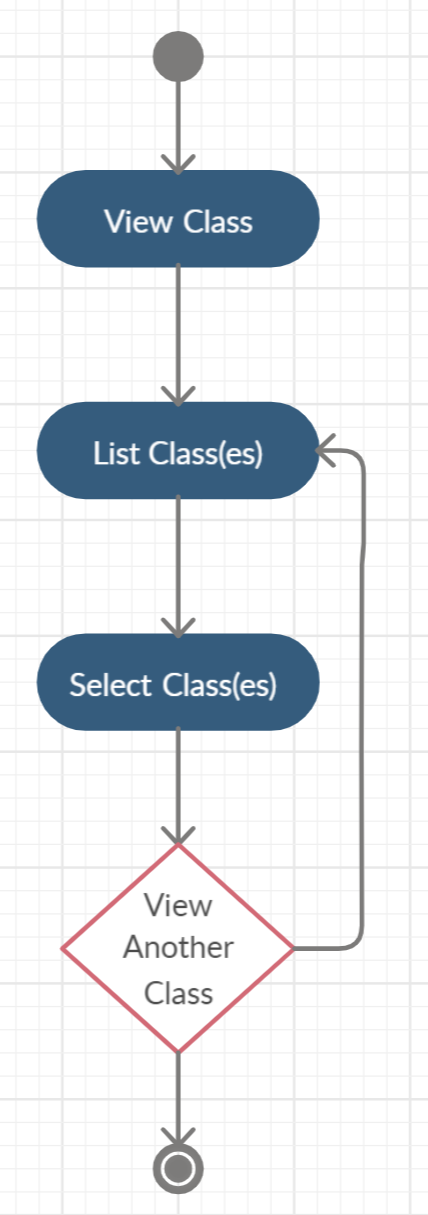 View Class
List Class(es)
Select Class(es)
View
Another
Class